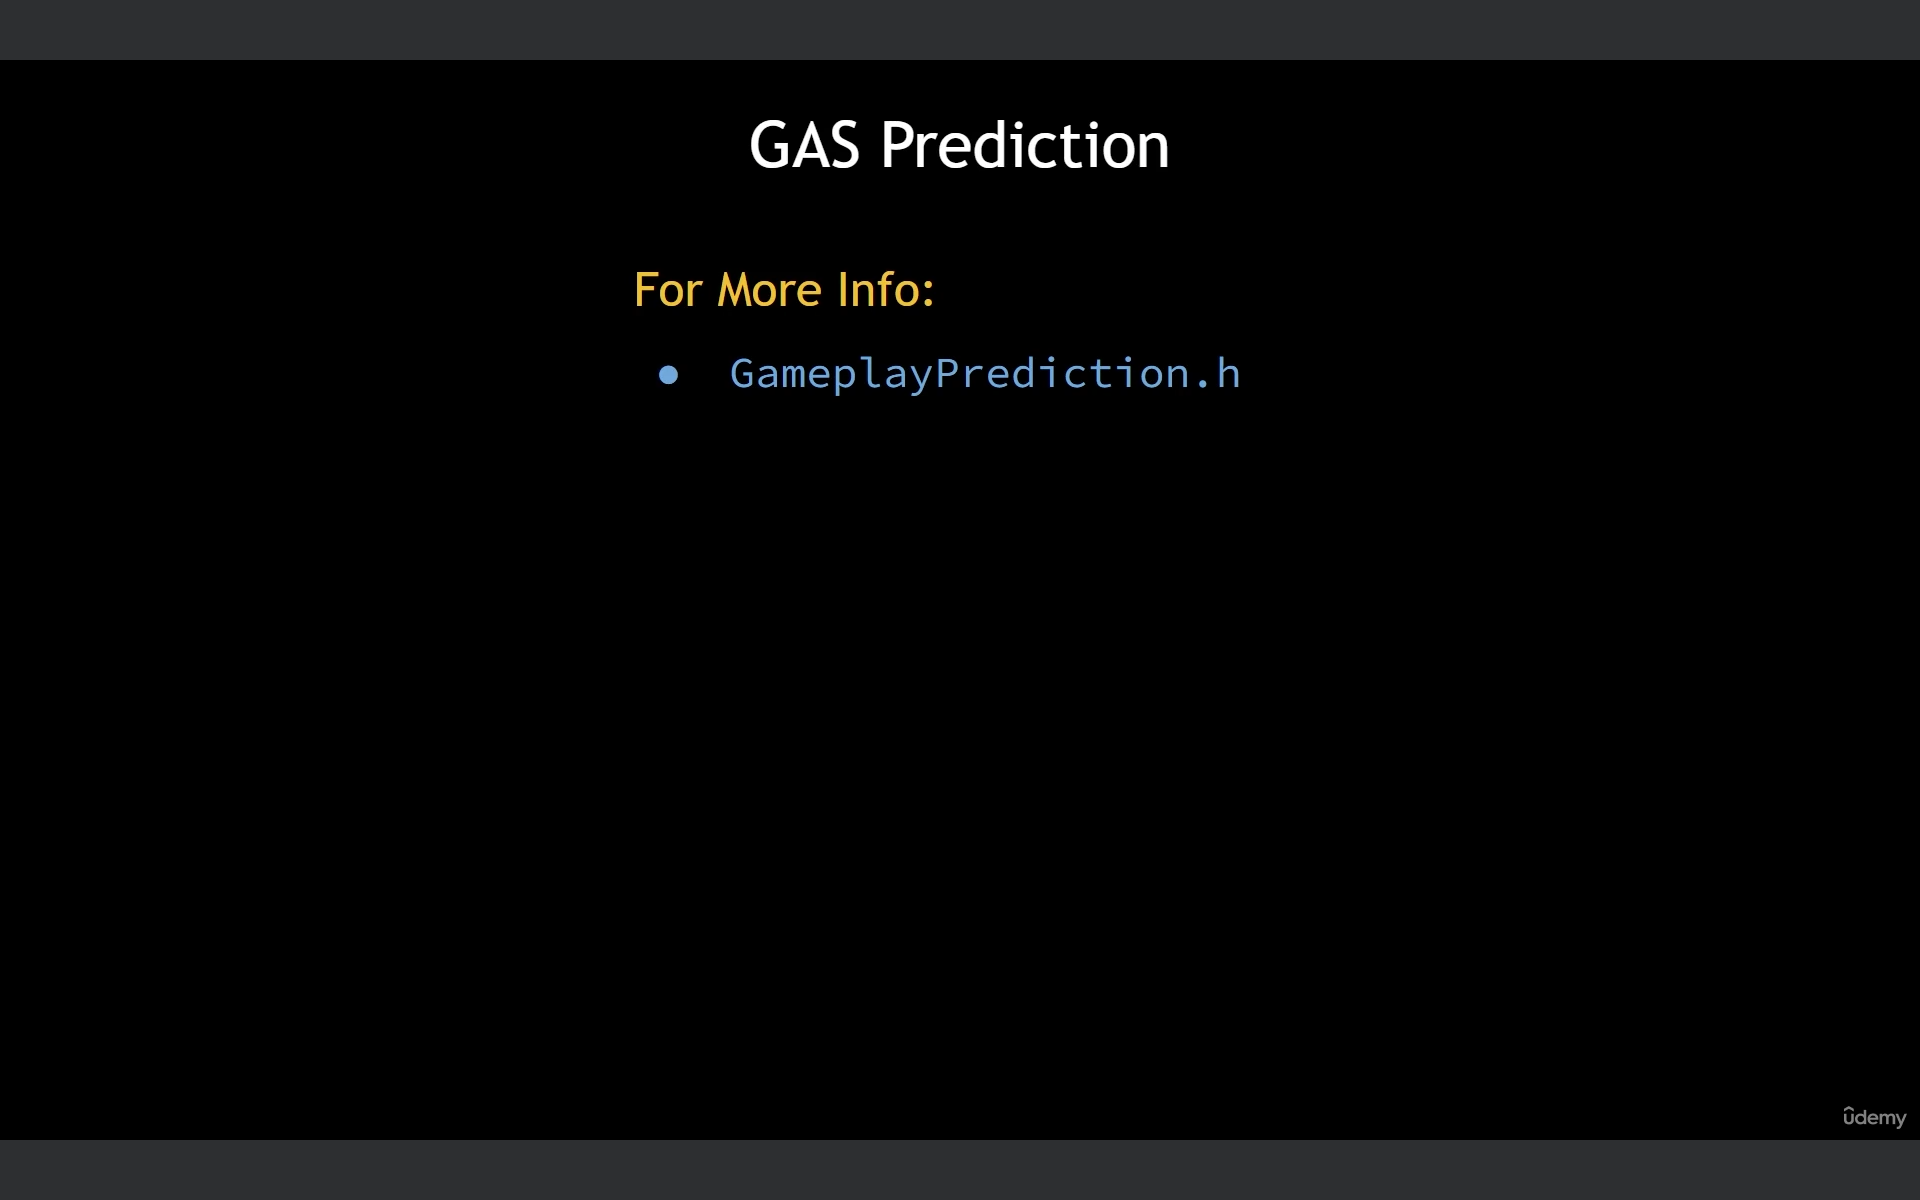 GAS Prediction
For More Info:
● GameplayPrediction.h
ûdemy